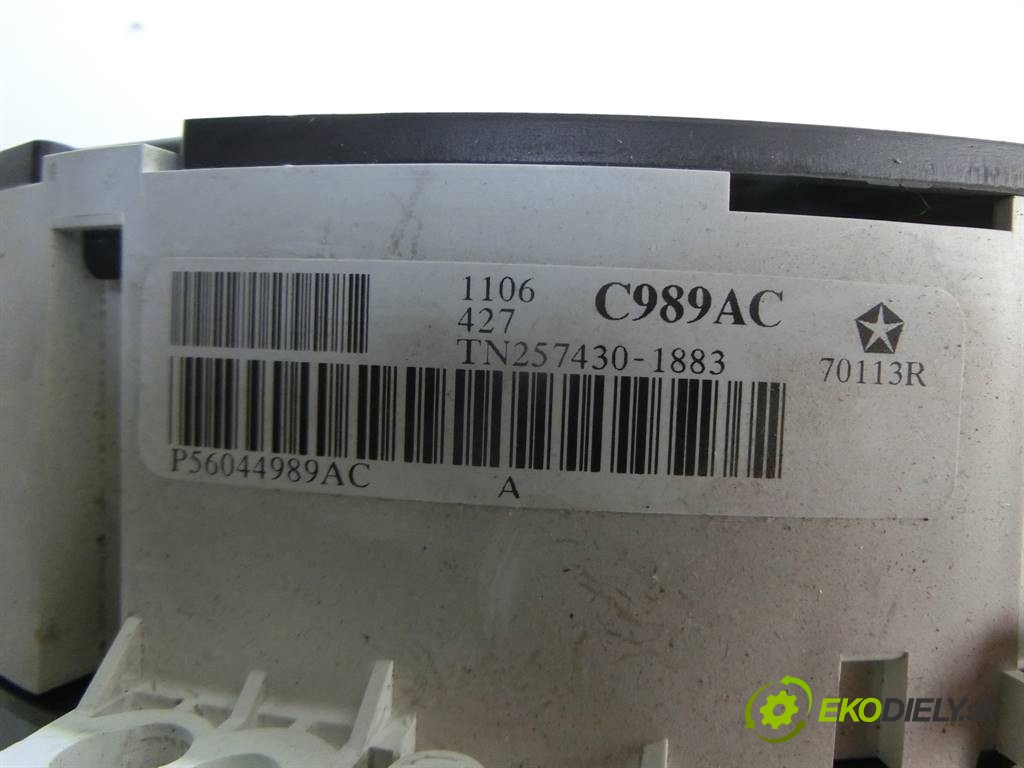 1106 C989AC
427
TN257430-1883
70113R
P56044989AC
A
EKODIELY.SK